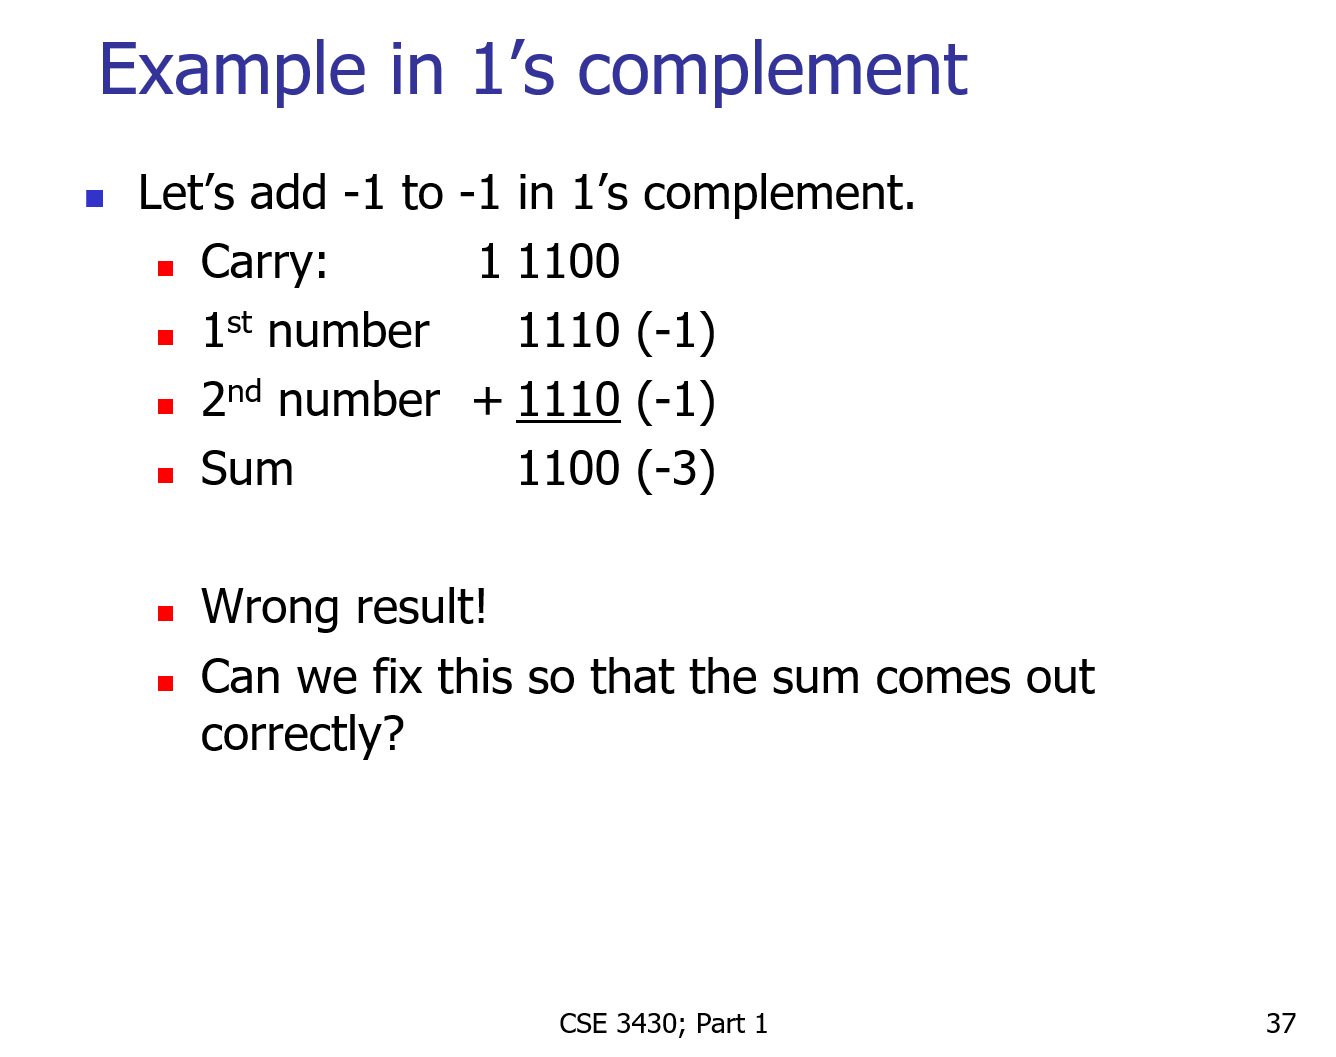 Example in 1’s complement
Let’s add -1 to -1 in 1’s complement.
Carry: 1 1100
1st number 1110 (-1)
2nd number + 1110 (-1)
Sum 1100 (-3)
Wrong result!
Can we fix this so that the sum comes out
correctly?
CSE 3430; Part 1 37